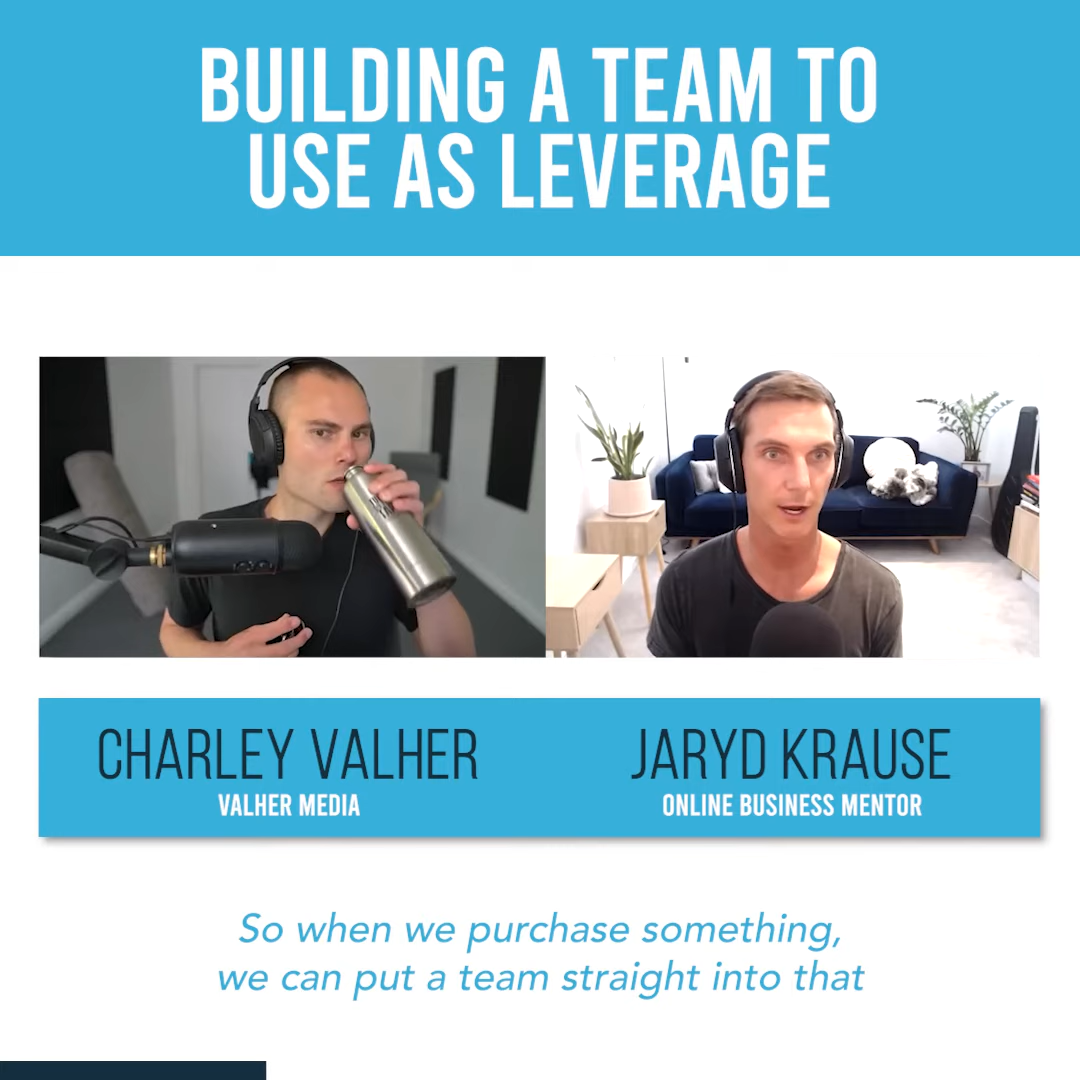 BUILDING A TEAM TO
USE AS LEVERAGE
CHARLEY VALHER
VALHER MEDIA
JARYD KRAUSE
ONLINE BUSINESS MENTOR
So when we purchase something,
we can put a team straight into that